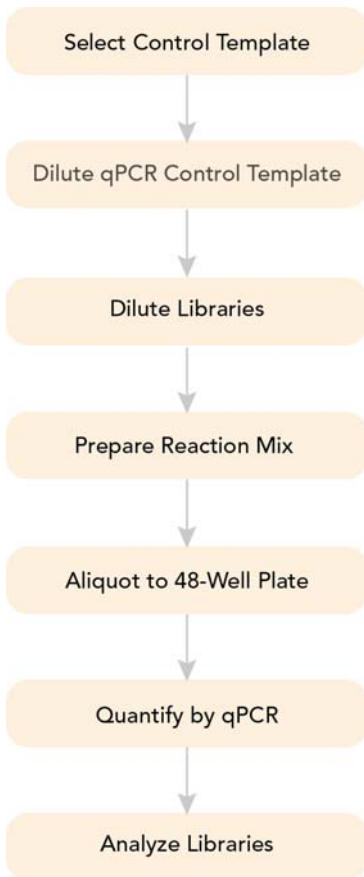 Select Control Template
Dilute qPCR Control Template
Dilute Libraries
Prepare Reaction Mix
Aliquot to 48-Well Plate
Quantify by qPCR
Analyze Libraries